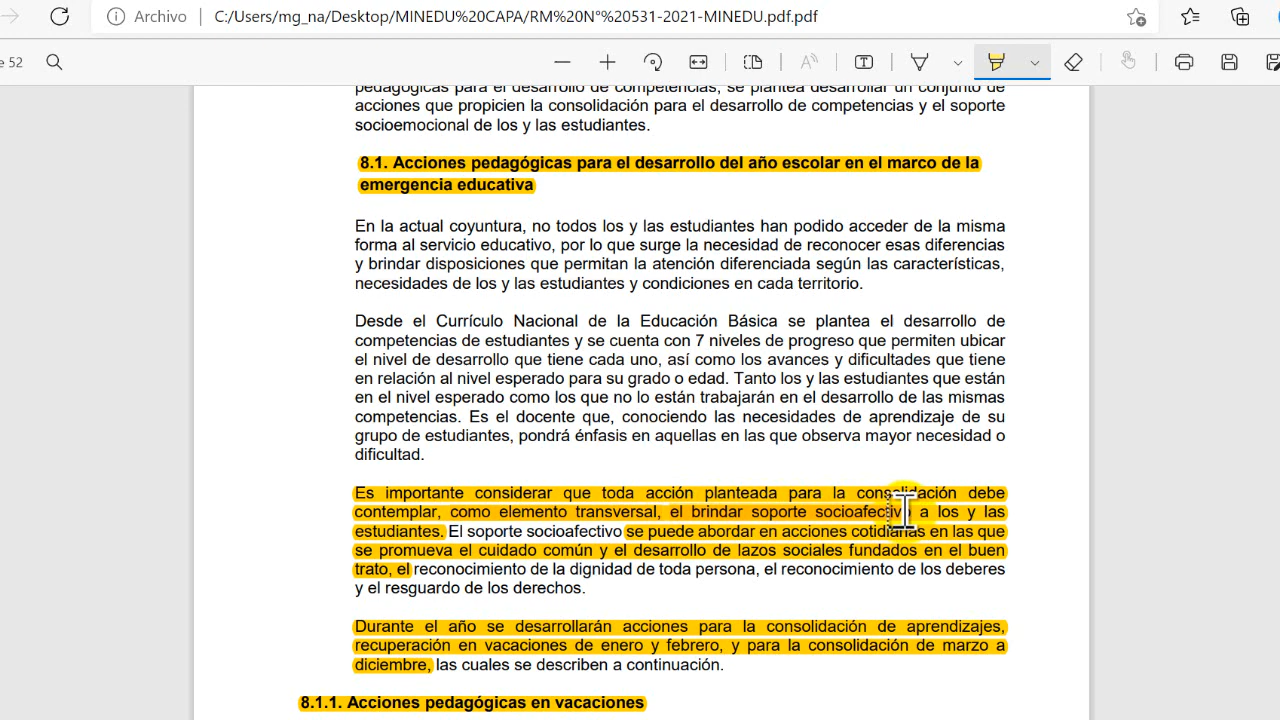 Archivo | C:/Users/mg_na/Desktop/MINEDU%20CAPA/RM%20N°%20531-2021-MINEDU.pdf.pdf
e 52
pedagógicas para el desarrollo de competencias, se plantea desarrollar un conjunto de
acciones que propicien la consolidación para el desarrollo de competencias y el soporte
socioemocional de los y las estudiantes.
8.1. Acciones pedagógicas para el desarrollo del año escolar en el marco de la
emergencia educativa
En la actual coyuntura, no todos los y las estudiantes han podido acceder de la misma
forma al servicio educativo, por lo que surge la necesidad de reconocer esas diferencias
y brindar disposiciones que permitan la atención diferenciada según las características,
necesidades de los y las estudiantes y condiciones en cada territorio.
Desde el Currículo Nacional de la Educación Básica se plantea el desarrollo de
competencias de estudiantes y se cuenta con 7 niveles de progreso que permiten ubicar
el nivel de desarrollo que tiene cada uno, así como los avances y dificultades que tiene
en relación al nivel esperado para su grado o edad. Tanto los y las estudiantes que están
en el nivel esperado como los que no lo están trabajarán en el desarrollo de las mismas
competencias. Es el docente que, conociendo las necesidades de aprendizaje de su
grupo de estudiantes, pondrá énfasis en aquellas en las que observa mayor necesidad o
dificultad.
Es importante considerar que toda acción planteada para la consolidación debe
contemplar, como elemento transversal, el brindar soporte socioafectivo a los y las
estudiantes. El soporte socioafectivo se puede abordar en acciones cotidianas en las que
se promueva el cuidado común y el desarrollo de lazos sociales fundados en el buen
trato, el reconocimiento de la dignidad de toda persona, el reconocimiento de los deberes
y el resguardo de los derechos.
Durante el año se desarrollarán acciones para la consolidación de aprendizajes,
recuperación en vacaciones de enero y febrero, y para la consolidación de marzo a
diciembre, las cuales se describen a continuación.
8.1.1. Acciones pedagógicas en vacaciones